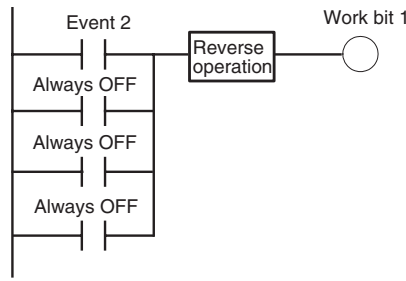 Work bit 1
Event 2
Reverse
operation
Always OFF
Always OFF
Always OFF